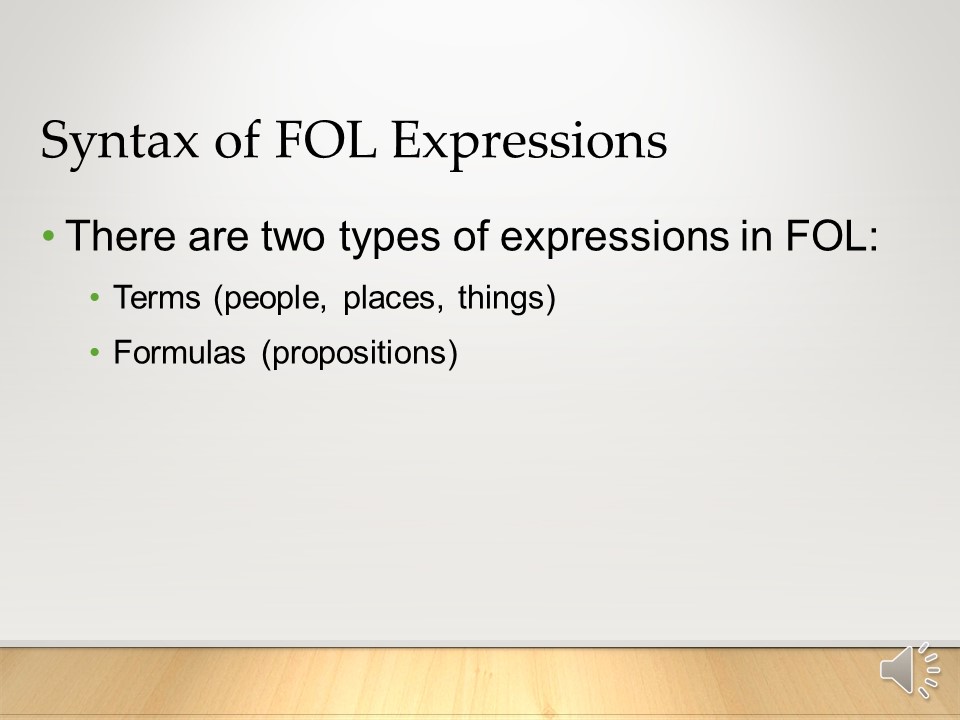 Syntax of FOL Expressions
• There are two types of expressions in FOL:
• Terms (people, places, things)
• Formulas (propositions)